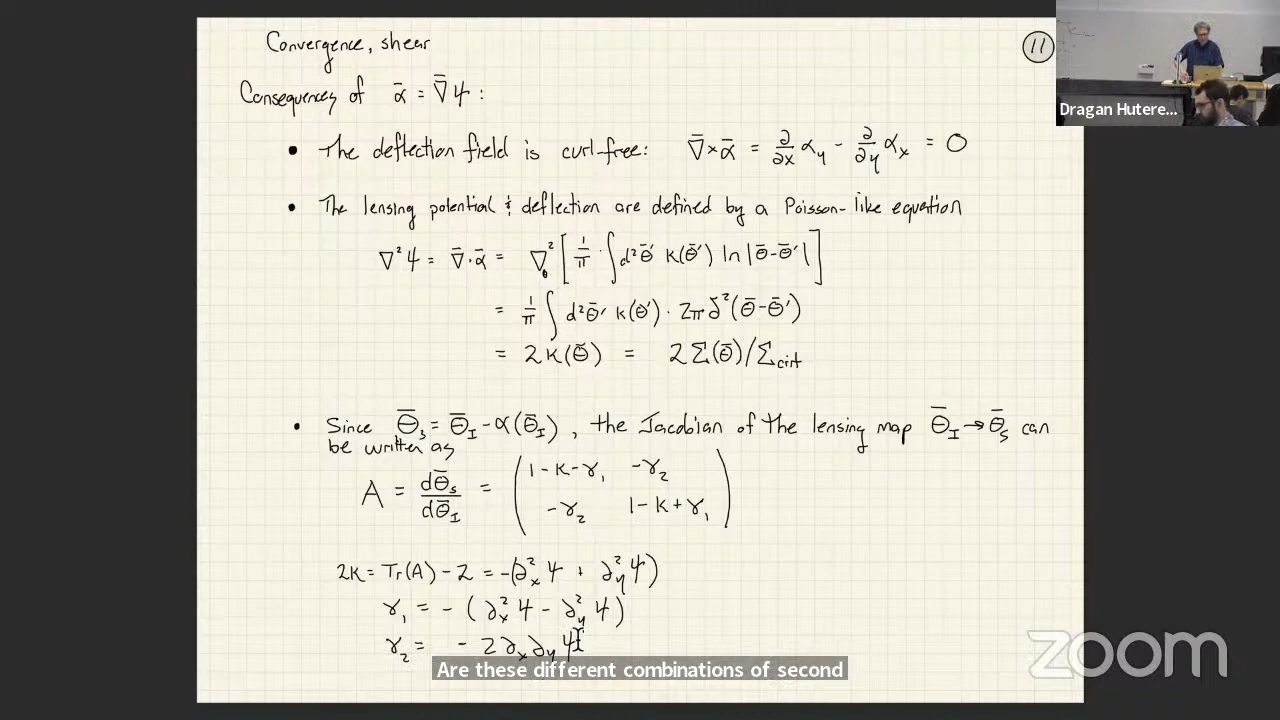 Convergence, shear
11
Consequences of ᾱ = ∇̄ψ :
• The deflection field is curl-free: ∇̄×ᾱ = ∂/∂x α_y − ∂/∂y α_x = 0
• The lensing potential & deflection are defined by a Poisson-like equation
∇²ψ = ∇̄·ᾱ = ∇²_θ [ 1/π · ∫ d²θ̄' κ(θ̄') ln|θ̄-θ̄'| ]
= 1/π ∫ d²θ̄' κ(θ̄') · 2π δ²(θ̄-θ̄')
= 2κ(θ̄) = 2Σ(θ̄)/Σ_crit
• Since θ̄_S = θ̄_I - α(θ̄_I), the Jacobian of the lensing map θ̄_I → θ̄_S can
be written as
A = dθ̄_S/dθ̄_I = ( 1-κ-γ₁ -γ₂
-γ₂ 1-κ+γ₁ )
2κ = Tr(A) - 2 = -(∂²_x ψ + ∂²_y ψ)
γ₁ = - (∂²_x ψ - ∂²_y ψ)
γ₂ = - 2∂_x∂_y ψ
Are these different combinations of second
Dragan Hutere...
zoom